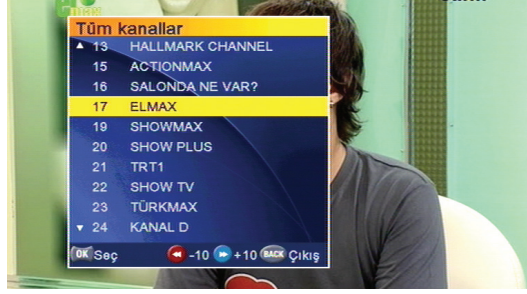 Tüm kanallar
13 HALLMARK CHANNEL
15 ACTIONMAX
16 SALONDA NE VAR?
17 ELMAX
19 SHOWMAX
20 SHOW PLUS
21 TRT1
22 SHOW TV
23 TÜRKMAX
24 KANAL D
OK Seç -10 +10 BACK Çıkış